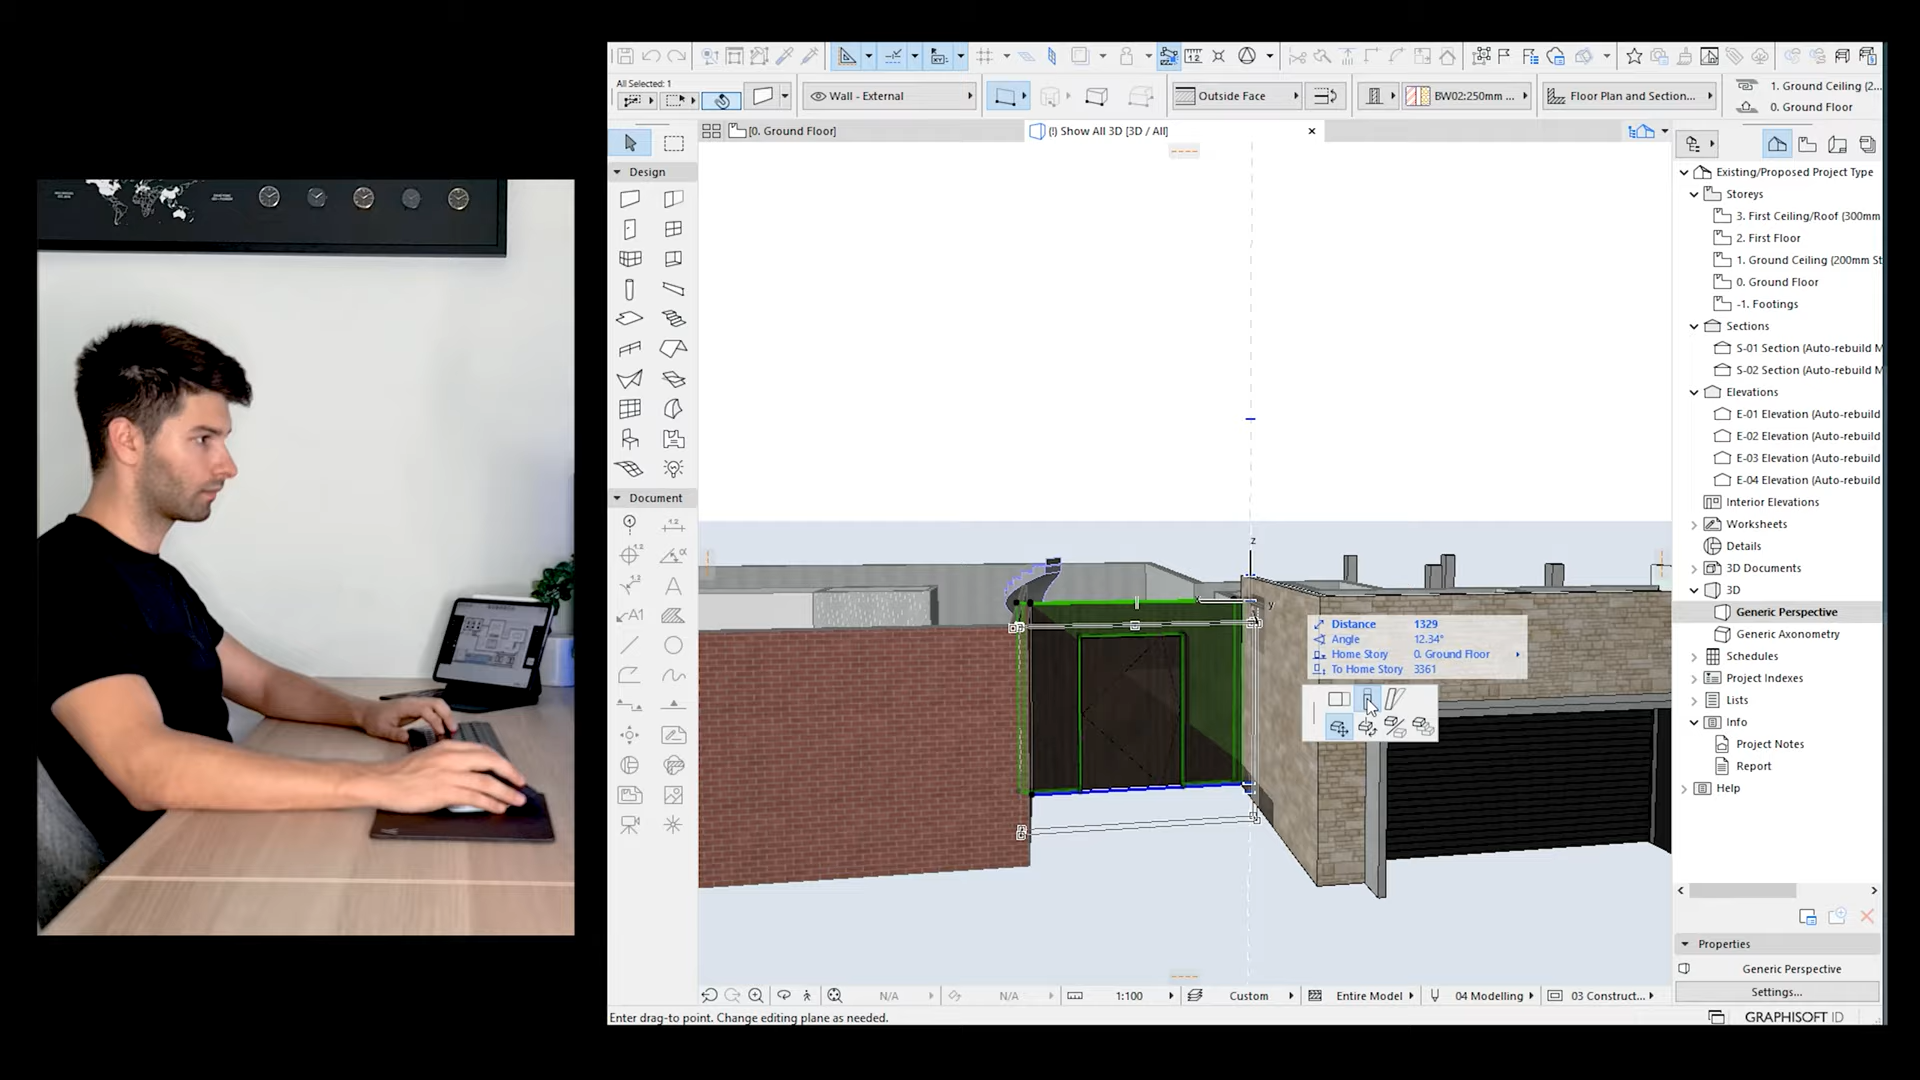 All Selected: 1
Wall - External
Outside Face
BW02:250mm ...
Floor Plan and Section...
1. Ground Ceiling (2...
0. Ground Floor
[0. Ground Floor]
(!) Show All 3D [3D / All]
Design
Document
Existing/Proposed Project Type
Storeys
3. First Ceiling/Roof (300mm
2. First Floor
1. Ground Ceiling (200mm St
0. Ground Floor
-1. Footings
Sections
S-01 Section (Auto-rebuild M
S-02 Section (Auto-rebuild M
Elevations
E-01 Elevation (Auto-rebuild
E-02 Elevation (Auto-rebuild
E-03 Elevation (Auto-rebuild
E-04 Elevation (Auto-rebuild
Interior Elevations
Worksheets
Details
3D Documents
3D
Generic Perspective
Generic Axonometry
Schedules
Project Indexes
Lists
Info
Project Notes
Report
Help
z
y
Distance 1329
Angle 12.34°
Home Story 0. Ground Floor
To Home Story 3361
Properties
Generic Perspective
Settings...
N/A
N/A
1:100
Custom
Entire Model
04 Modelling
03 Construct...
Enter drag-to point. Change editing plane as needed.
GRAPHISOFT ID